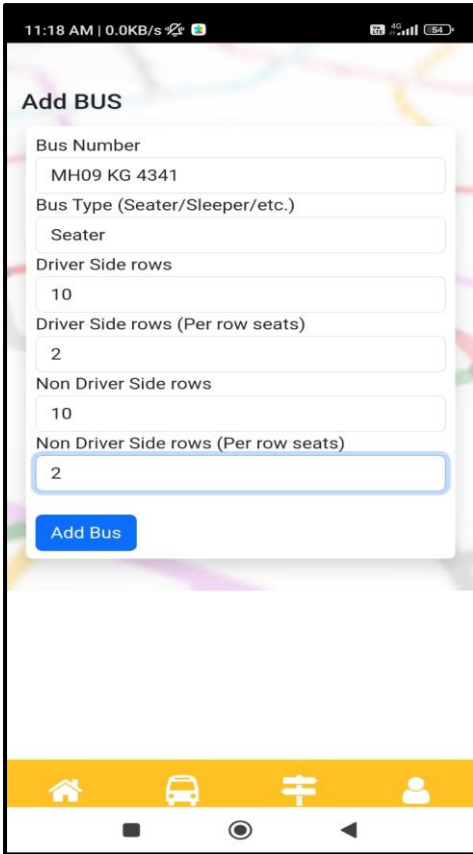 11:18 AM | 0.0KB/s 4G 54
Add BUS
Bus Number
MH09 KG 4341
Bus Type (Seater/Sleeper/etc.)
Seater
Driver Side rows
10
Driver Side rows (Per row seats)
2
Non Driver Side rows
10
Non Driver Side rows (Per row seats)
2
Add Bus